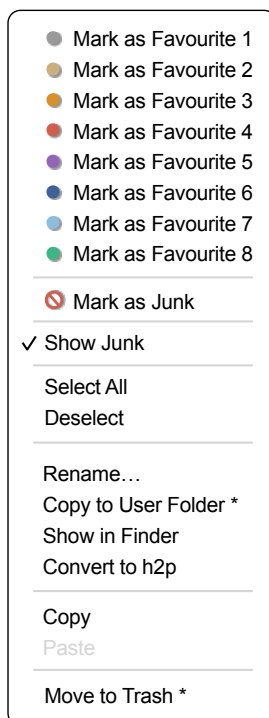 Mark as Favourite 1
Mark as Favourite 2
Mark as Favourite 3
Mark as Favourite 4
Mark as Favourite 5
Mark as Favourite 6
Mark as Favourite 7
Mark as Favourite 8
Mark as Junk
✓ Show Junk
Select All
Deselect
Rename…
Copy to User Folder *
Show in Finder
Convert to h2p
Copy
Paste
Move to Trash *